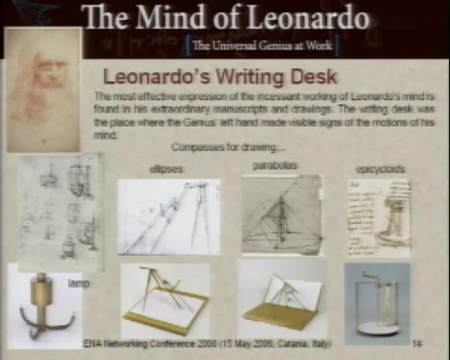 The Mind of Leonardo
[The Universal Genius at Work]
Leonardo's Writing Desk
The most effective expression of the incessant working of Leonardo's mind is
found in his extraordinary manuscripts and drawings. The writing desk was
the place where the Genius' left hand made visible signs of the motions of his
mind.
Compasses for drawing...
ellipses
parabolas
epicycloids
lamp
ENA Networking Conference 2006 (15 May 2006, Catania, Italy)
14